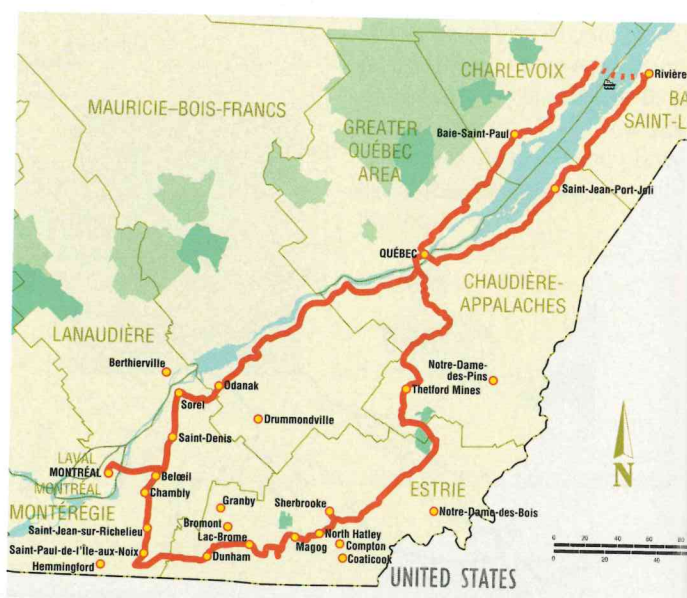 CHARLEVOIX
Rivière
BA
SAINT-L
MAURICIE–BOIS-FRANCS
GREATER
QUÉBEC
AREA
Baie-Saint-Paul
Saint-Jean-Port-Joli
QUÉBEC
CHAUDIÈRE-
APPALACHES
LANAUDIÈRE
Berthierville
Odanak
Sorel
Notre-Dame-
des-Pins
Thetford Mines
Drummondville
Saint-Denis
LAVAL
MONTRÉAL
MONTRÉAL
Belœil
Chambly
MONTÉRÉGIE
Granby
Sherbrooke
ESTRIE
Notre-Dame-des-Bois
N
Saint-Jean-sur-Richelieu
Bromont
Lac-Brome
North Hatley
Saint-Paul-de-l'Île-aux-Noix
Magog
Compton
Hemmingford
Dunham
Coaticook
UNITED STATES
0 20 40 60
0 20 40 60 80